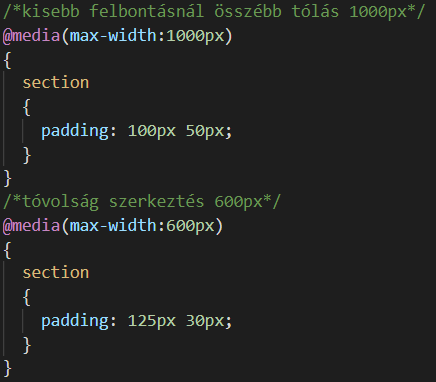 /*kisebb felbontásnál összébb tólás 1000px*/
@media(max-width:1000px)
{
section
{
padding: 100px 50px;
}
}
/*tóvolság szerkeztés 600px*/
@media(max-width:600px)
{
section
{
padding: 125px 30px;
}
}